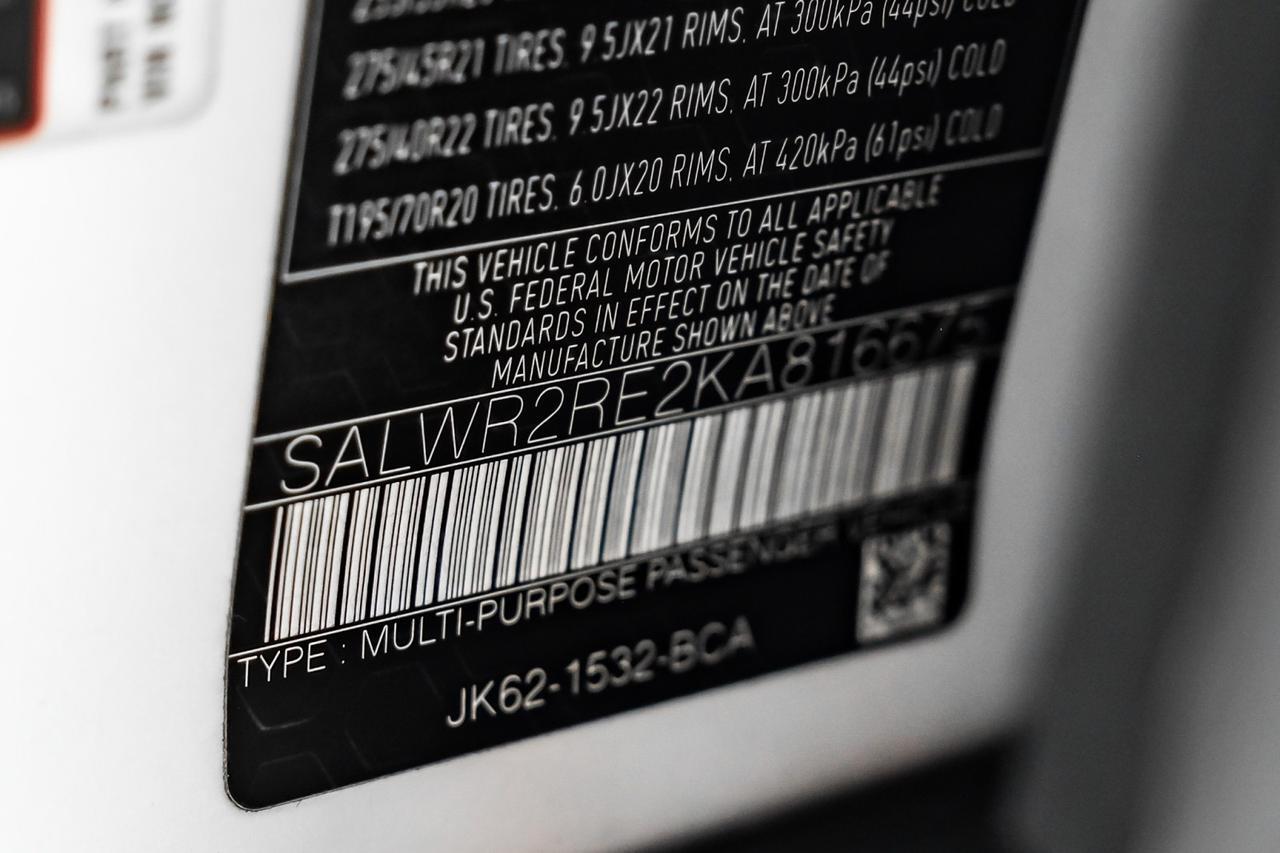 275/45R21 TIRES. 9.5JX21 RIMS. AT 300kPa (44psi) COLD
275/40R22 TIRES. 9.5JX22 RIMS. AT 300kPa (44psi) COLD
T195/70R20 TIRES. 6.0JX20 RIMS. AT 420kPa (61psi) COLD
THIS VEHICLE CONFORMS TO ALL APPLICABLE
U.S. FEDERAL MOTOR VEHICLE SAFETY
STANDARDS IN EFFECT ON THE DATE OF
MANUFACTURE SHOWN ABOVE
SALWR2RE2KA816675
TYPE : MULTI-PURPOSE PASSENGER VEHICLE
JK62-1532-BCA